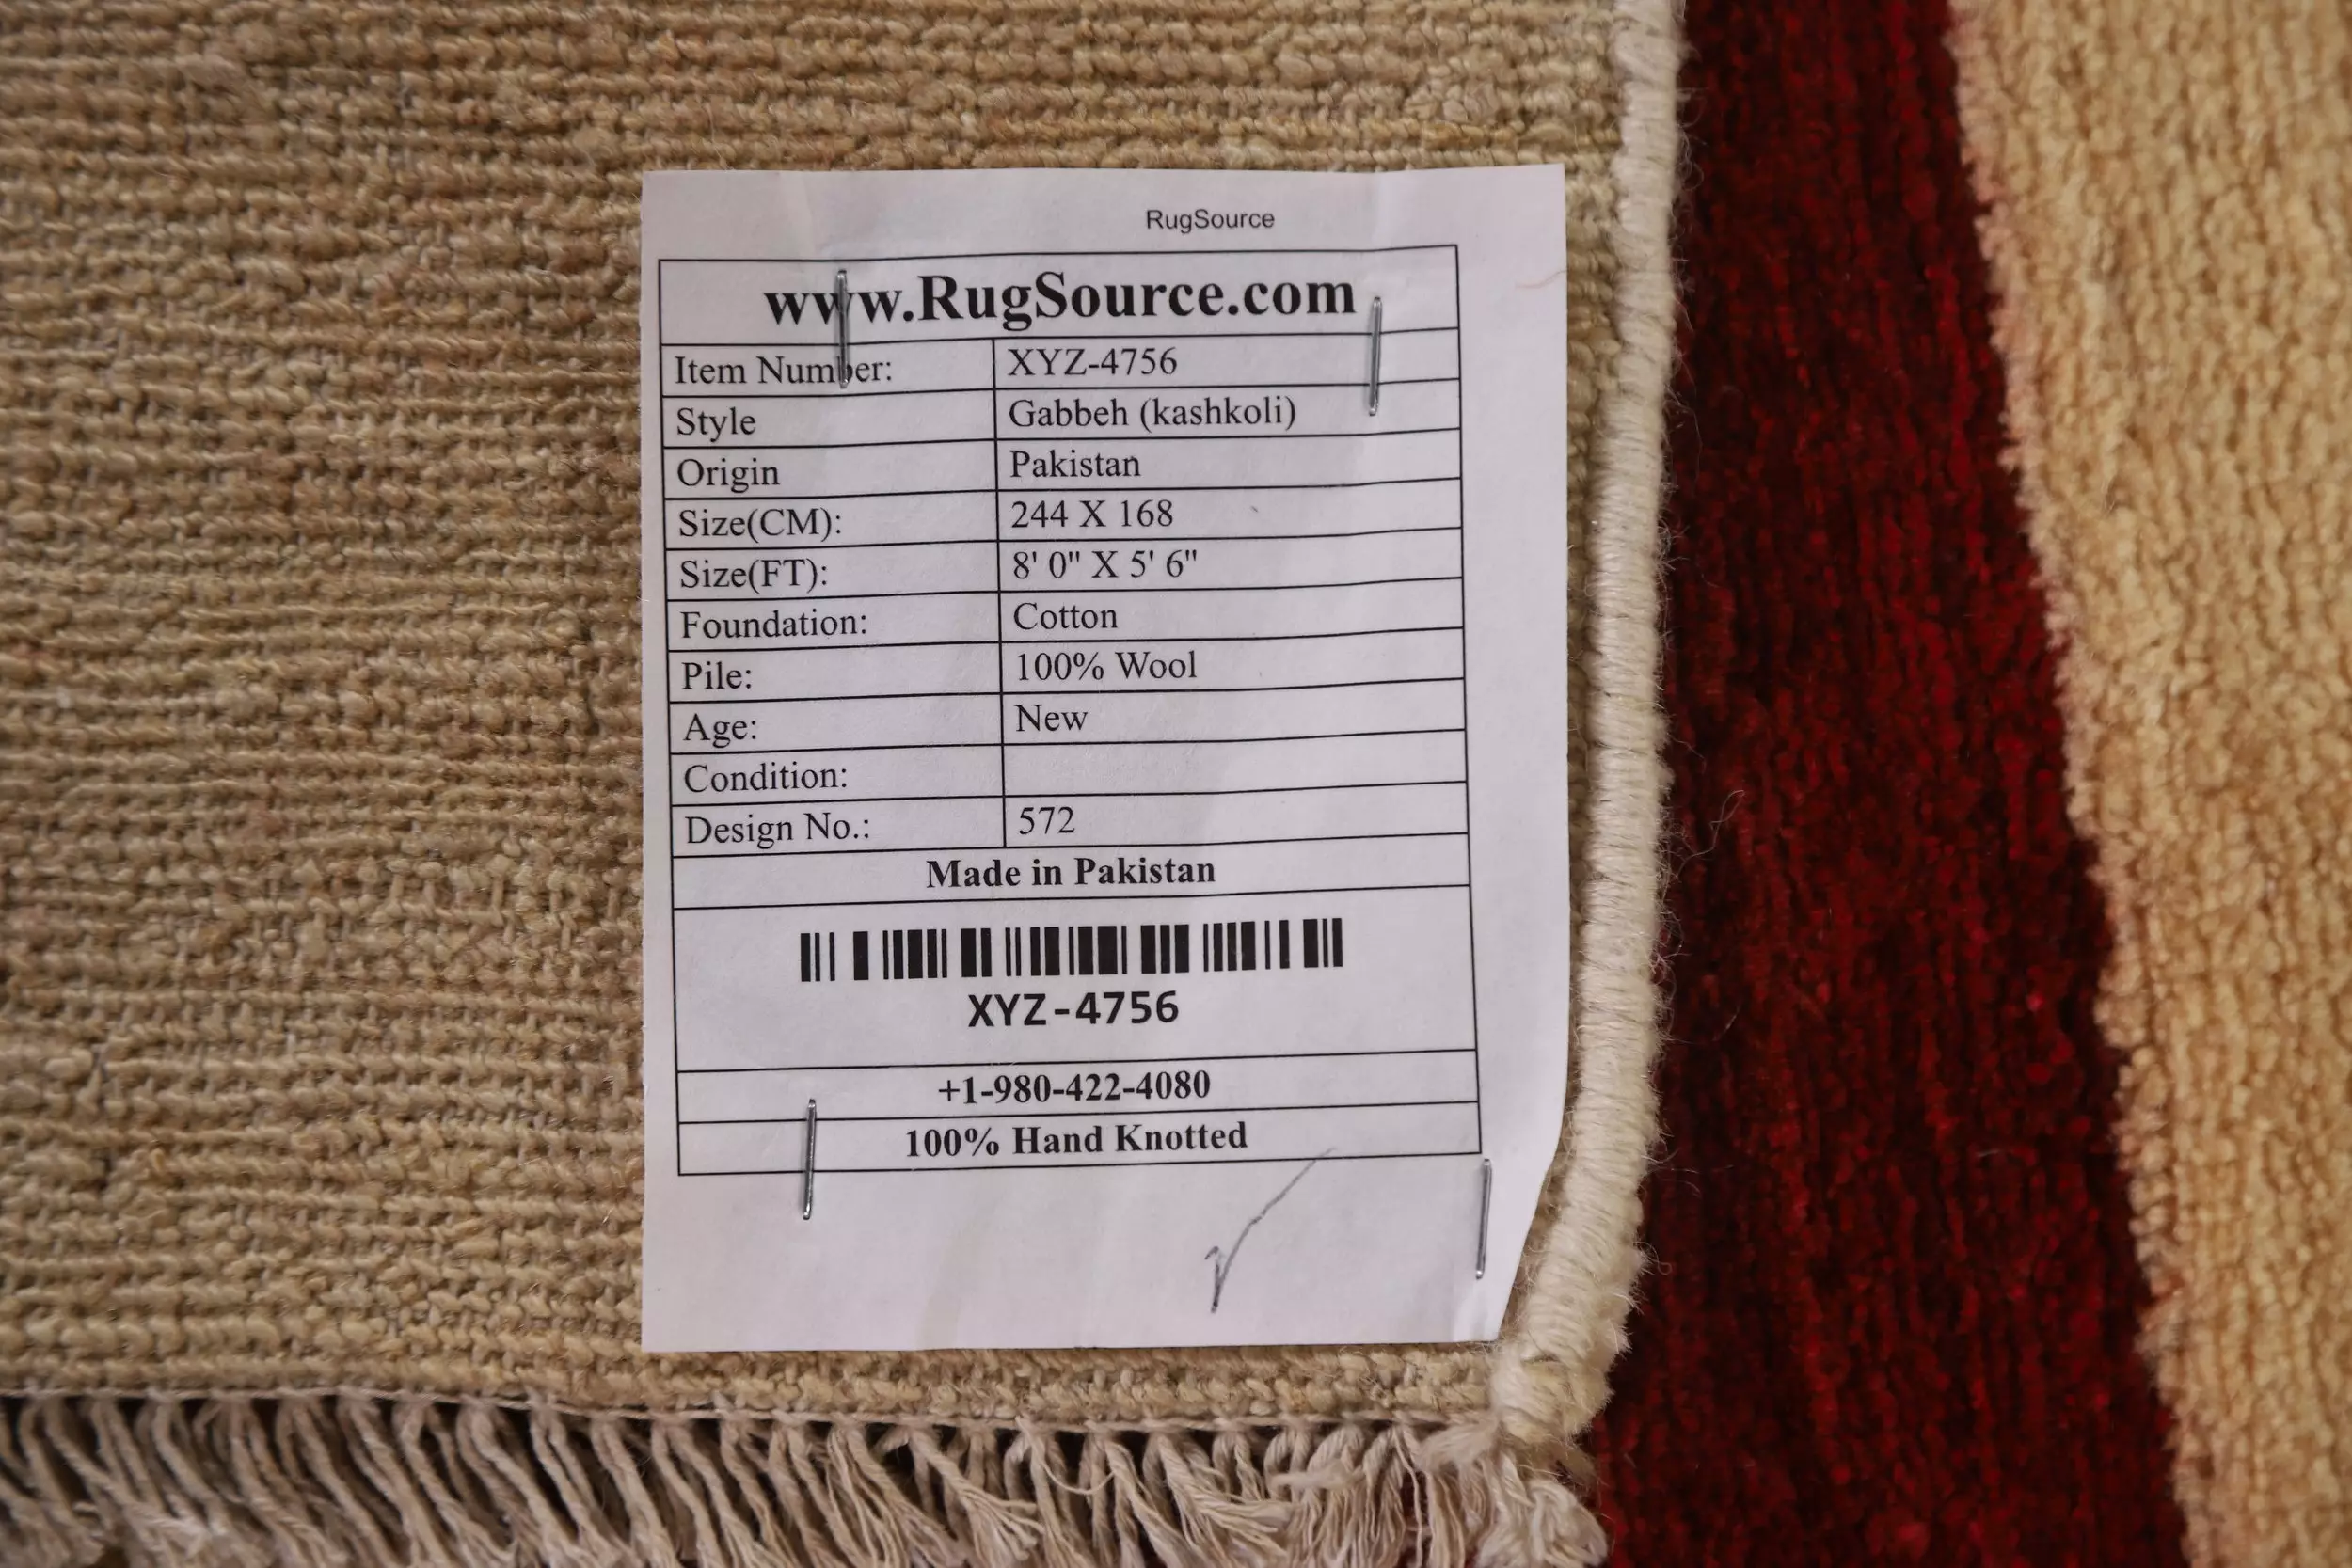 RugSource
www.RugSource.com
Item Number: XYZ-4756
Style Gabbeh (kashkoli)
Origin Pakistan
Size(CM): 244 X 168
Size(FT): 8' 0" X 5' 6"
Foundation: Cotton
Pile: 100% Wool
Age: New
Condition:
Design No.: 572
Made in Pakistan
XYZ-4756
+1-980-422-4080
100% Hand Knotted